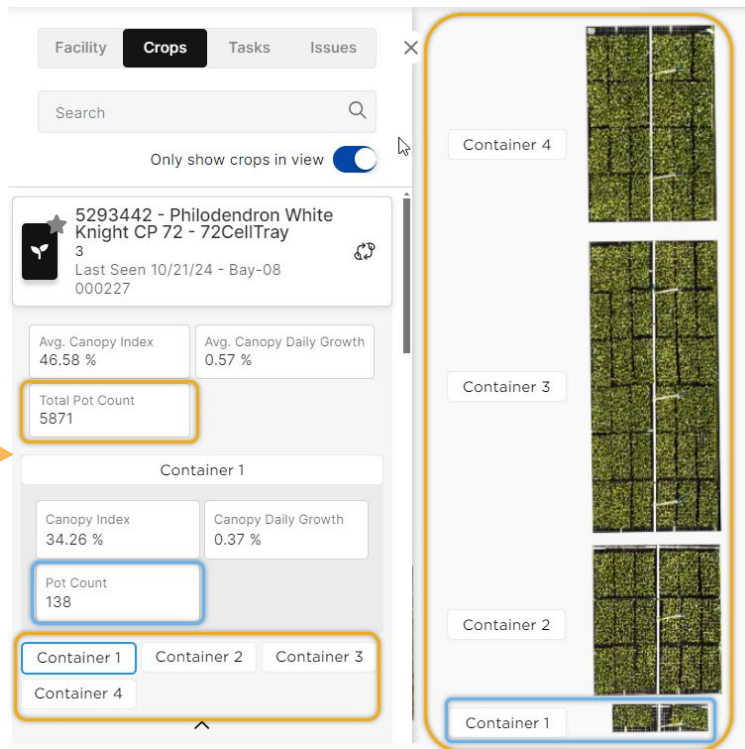 Facility Crops Tasks Issues
Search
Only show crops in view
5293442 - Philodendron White
Knight CP 72 - 72CellTray
3
Last Seen 10/21/24 - Bay-08
000227
Avg. Canopy Index
46.58 %
Avg. Canopy Daily Growth
0.57 %
Total Pot Count
5871
Container 1
Canopy Index
34.26 %
Canopy Daily Growth
0.37 %
Pot Count
138
Container 1 Container 2 Container 3
Container 4
Container 4
Container 3
Container 2
Container 1